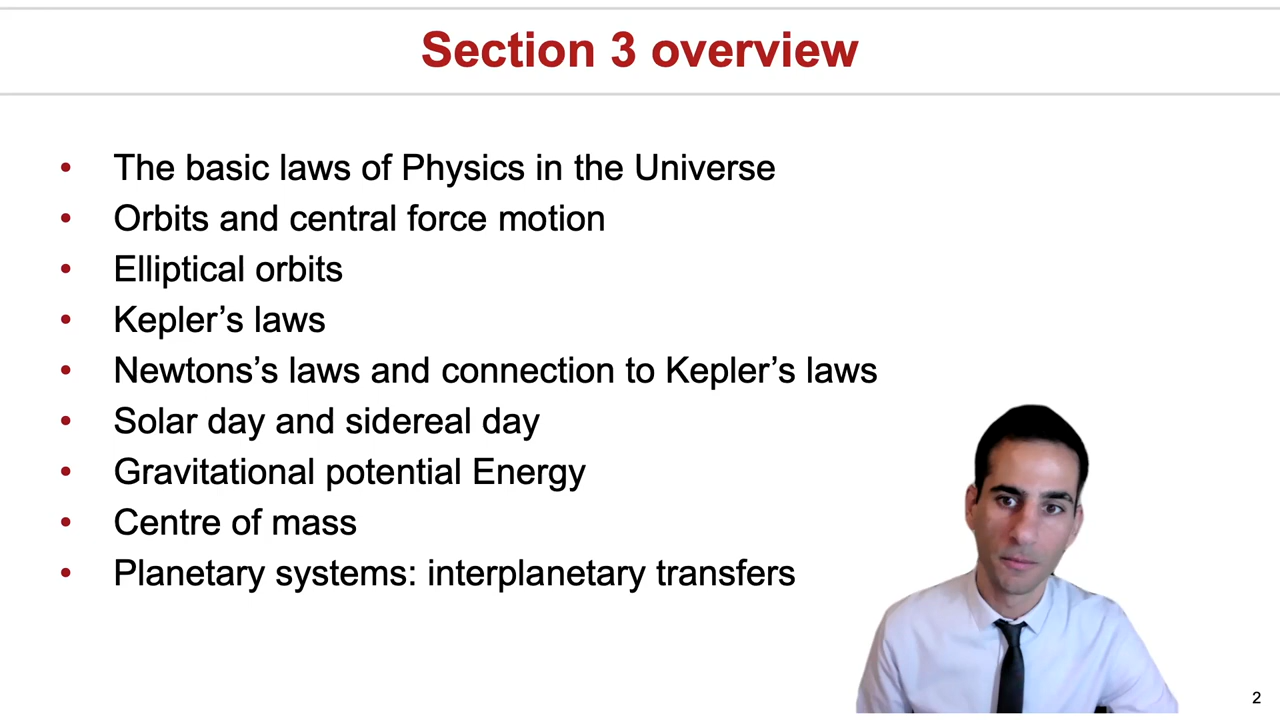 Section 3 overview
• The basic laws of Physics in the Universe
• Orbits and central force motion
• Elliptical orbits
• Kepler’s laws
• Newtons’s laws and connection to Kepler’s laws
• Solar day and sidereal day
• Gravitational potential Energy
• Centre of mass
• Planetary systems: interplanetary transfers
2